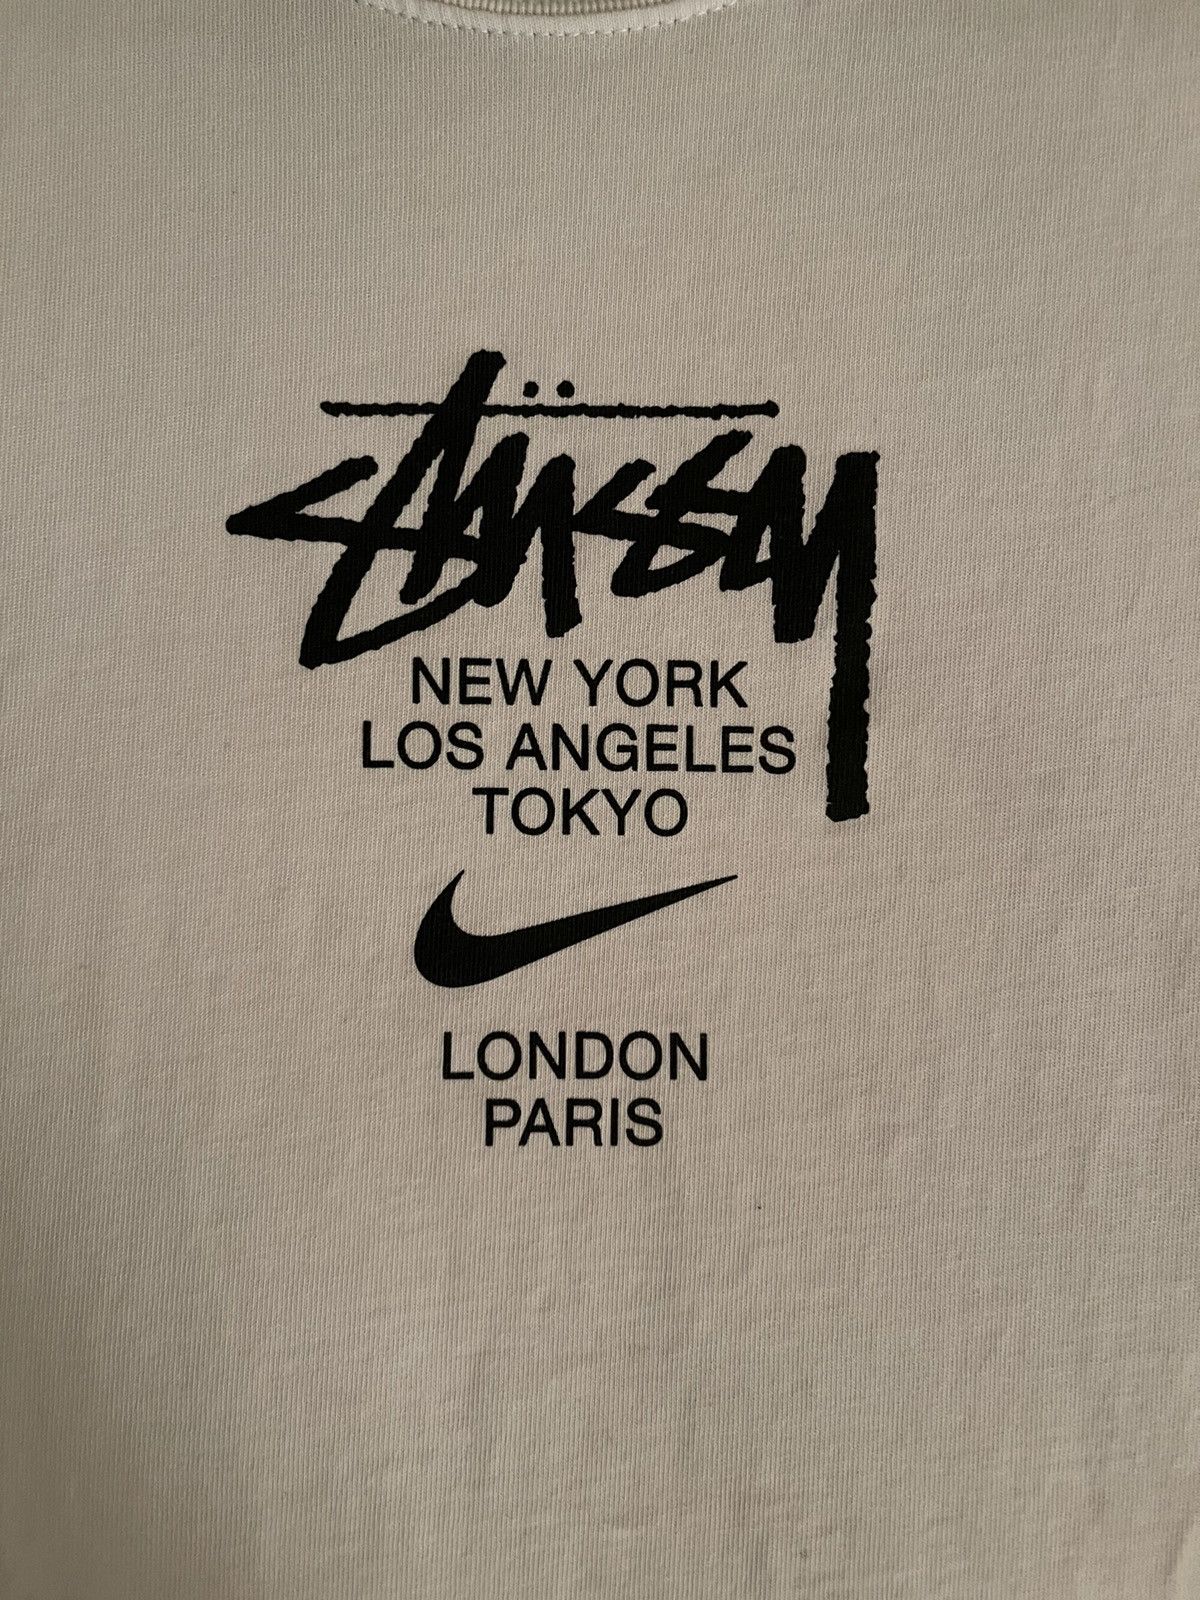 Stüssy
NEW YORK
LOS ANGELES
TOKYO
LONDON
PARIS